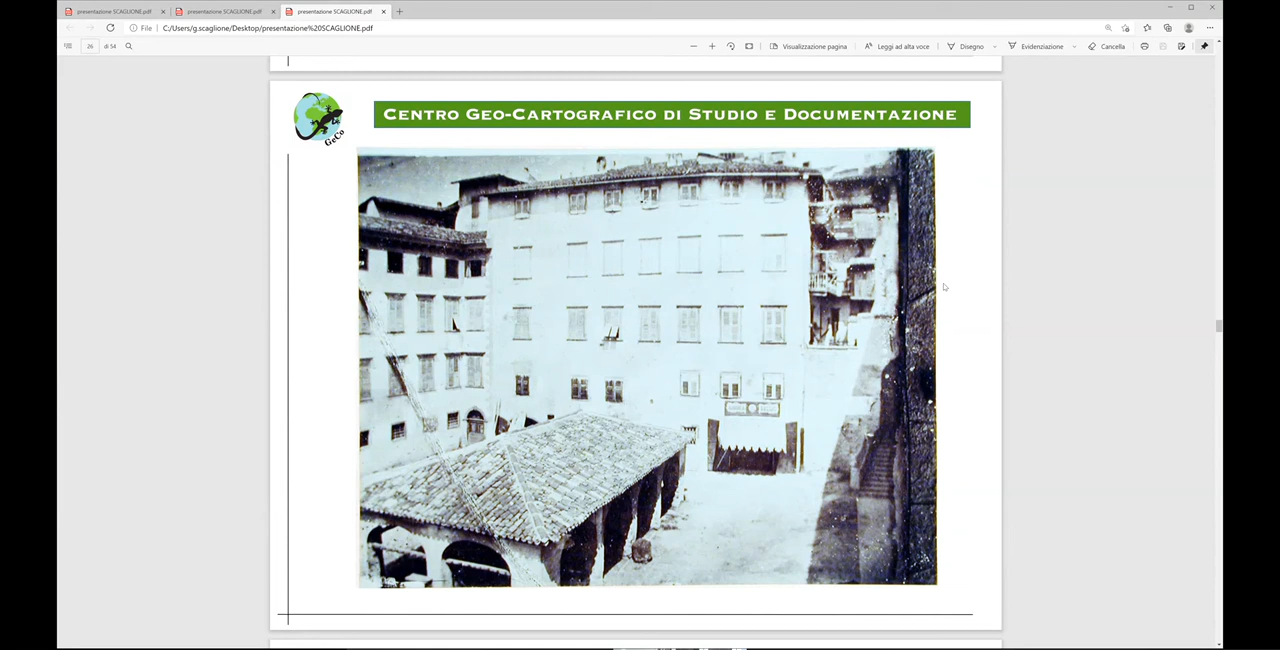 presentazione SCAGLIONE.pdf
presentazione SCAGLIONE.pdf
presentazione SCAGLIONE.pdf
File
C:/Users/g.scaglione/Desktop/presentazione%20SCAGLIONE.pdf
26 di 54
Visualizzazione pagina
Leggi ad alta voce
Disegno
Evidenziazione
Cancella
CENTRO GEO-CARTOGRAFICO DI STUDIO E DOCUMENTAZIONE
GeCo